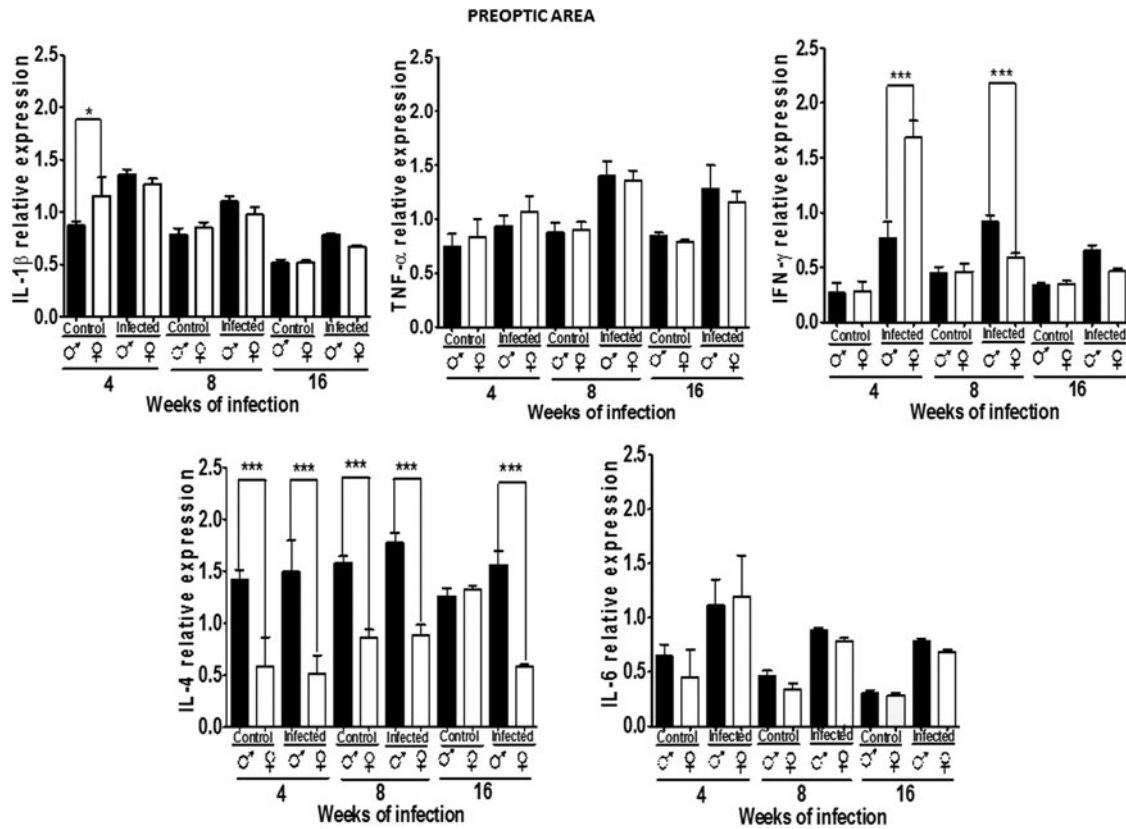 PREOPTIC AREA
IL-1β relative expression
2.5
2.0
1.5
1.0
0.5
0.0
*
Control Infected Control Infected Control Infected
♂ ♀ ♂ ♀ ♂ ♀ ♂ ♀ ♂ ♀ ♂ ♀
4 8 16
Weeks of infection
TNF-α relative expression
2.5
2.0
1.5
1.0
0.5
0.0
Control Infected Control Infected Control Infected
♂ ♀ ♂ ♀ ♂ ♀ ♂ ♀ ♂ ♀ ♂ ♀
4 8 16
Weeks of infection
IFN-γ relative expression
2.5
2.0
1.5
1.0
0.5
0.0
*** ***
Control Infected Control Infected Control Infected
♂ ♀ ♂ ♀ ♂ ♀ ♂ ♀ ♂ ♀ ♂ ♀
4 8 16
Weeks of infection
IL-4 relative expression
2.5
2.0
1.5
1.0
0.5
0.0
*** *** *** *** ***
Control Infected Control Infected Control Infected
♂ ♀ ♂ ♀ ♂ ♀ ♂ ♀ ♂ ♀ ♂ ♀
4 8 16
Weeks of infection
IL-6 relative expression
2.5
2.0
1.5
1.0
0.5
0.0
Control Infected Control Infected Control Infected
♂ ♀ ♂ ♀ ♂ ♀ ♂ ♀ ♂ ♀ ♂ ♀
4 8 16
Weeks of infection